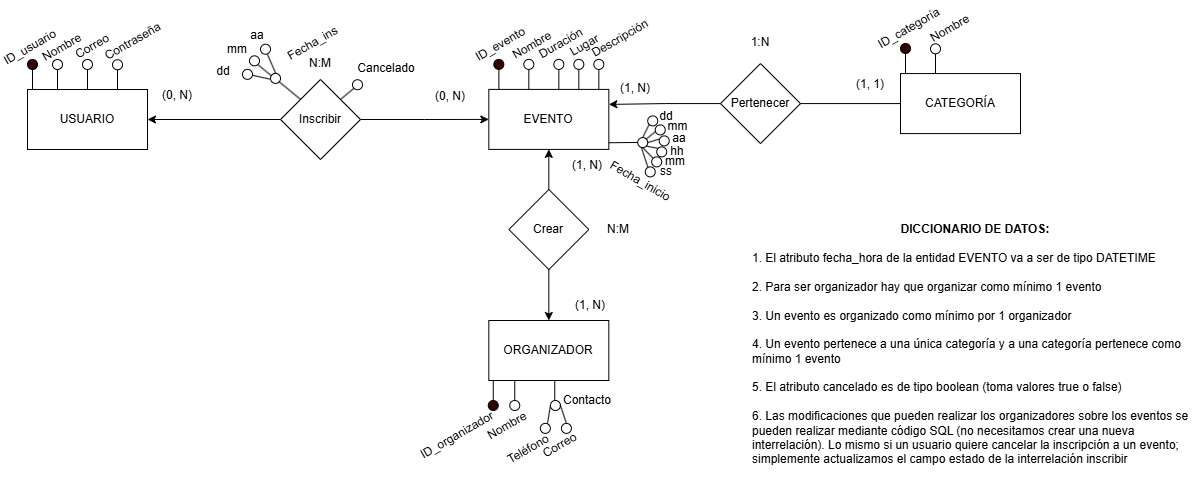 ID_usuario
Nombre
Correo
Contraseña
USUARIO
(0, N)
dd
mm
aa
Fecha_ins
N:M
Cancelado
Inscribir
(0, N)
ID_evento
Nombre
Duración
Lugar
Descripción
EVENTO
(1, N)
dd
mm
aa
hh
mm
ss
Fecha_inicio
1:N
Pertenecer
(1, 1)
ID_categoría
Nombre
CATEGORÍA
(1, N)
Crear
N:M
(1, N)
ORGANIZADOR
ID_organizador
Nombre
Contacto
Teléfono
Correo
DICCIONARIO DE DATOS:
1. El atributo fecha_hora de la entidad EVENTO va a ser de tipo DATETIME
2. Para ser organizador hay que organizar como mínimo 1 evento
3. Un evento es organizado como mínimo por 1 organizador
4. Un evento pertenece a una única categoría y a una categoría pertenece como
mínimo 1 evento
5. El atributo cancelado es de tipo boolean (toma valores true o false)
6. Las modificaciones que pueden realizar los organizadores sobre los eventos se
pueden realizar mediante código SQL (no necesitamos crear una nueva
interrelación). Lo mismo si un usuario quiere cancelar la inscripción a un evento;
simplemente actualizamos el campo estado de la interrelación inscribir